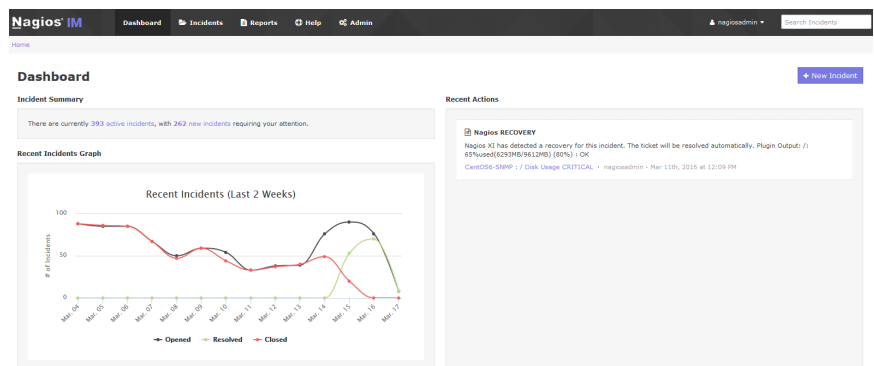 Nagios® IM Dashboard Incidents Reports Help Admin nagiosadmin Search Incidents
Home
Dashboard
+ New Incident
Incident Summary
There are currently 393 active incidents, with 262 new incidents requiring your attention.
Recent Incidents Graph
Recent Incidents (Last 2 Weeks)
# of Incidents
100
50
0
Mar. 04 Mar. 05 Mar. 06 Mar. 07 Mar. 08 Mar. 09 Mar. 10 Mar. 11 Mar. 12 Mar. 13 Mar. 14 Mar. 15 Mar. 16 Mar. 17
Opened Resolved Closed
Recent Actions
Nagios RECOVERY
Nagios XI has detected a recovery for this incident. The ticket will be resolved automatically. Plugin Output: /:
65%used(6293MB/9612MB) (80%) : OK
CentOS6-SNMP : / Disk Usage CRITICAL • nagiosadmin - Mar 11th, 2016 at 12:09 PM